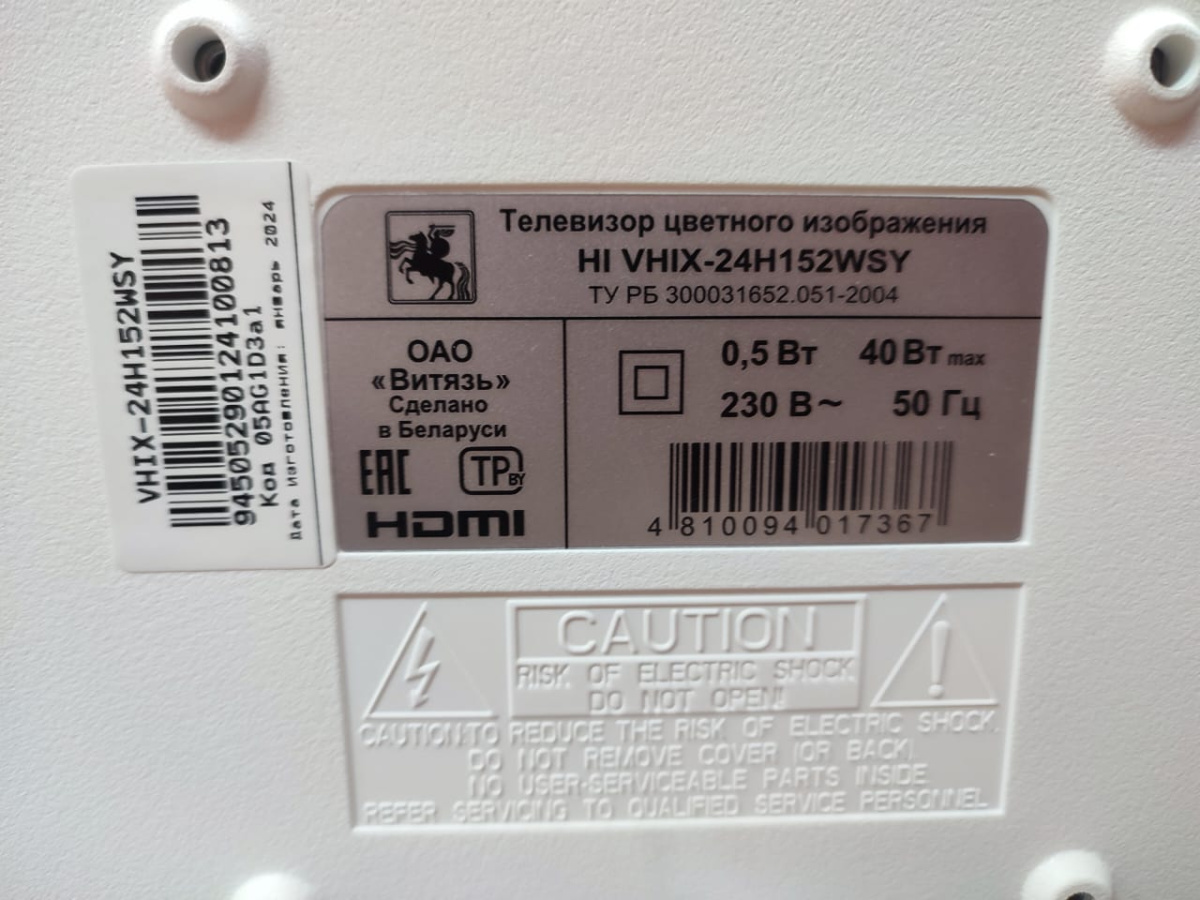 VHIX-24H152WSY
94505290124100813
Код 05AG1D3a1
Дата изготовления: январь 2024
Телевизор цветного изображения
HI VHIX-24H152WSY
ТУ РБ 300031652.051-2004
ОАО
«Витязь»
Сделано
в Беларуси
EAC TP BY
HDMI
0,5 Вт 40 Вт max
230 В~ 50 Гц
4 810094 017367
CAUTION
RISK OF ELECTRIC SHOCK
DO NOT OPEN!
CAUTION:TO REDUCE THE RISK OF ELECTRIC SHOCK,
DO NOT REMOVE COVER (OR BACK).
NO USER-SERVICEABLE PARTS INSIDE
REFER SERVICING TO QUALIFIED SERVICE PERSONNEL